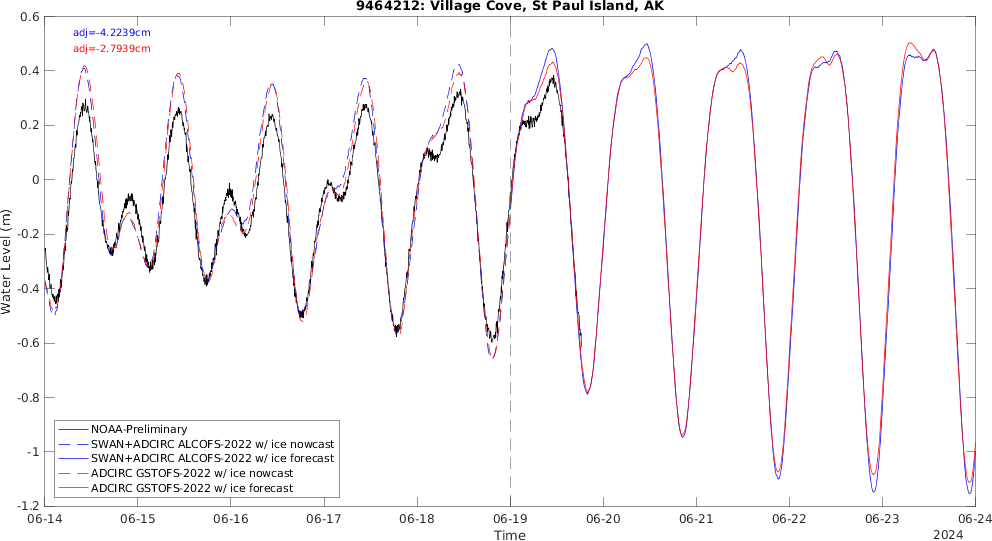 9464212: Village Cove, St Paul Island, AK
adj=-4.2239cm
adj=-2.7939cm
0.6
0.4
0.2
0
-0.2
-0.4
-0.6
-0.8
-1
-1.2
Water Level (m)
NOAA-Preliminary
SWAN+ADCIRC ALCOFS-2022 w/ ice nowcast
SWAN+ADCIRC ALCOFS-2022 w/ ice forecast
ADCIRC GSTOFS-2022 w/ ice nowcast
ADCIRC GSTOFS-2022 w/ ice forecast
06-14 06-15 06-16 06-17 06-18 06-19 06-20 06-21 06-22 06-23 06-24
Time
2024